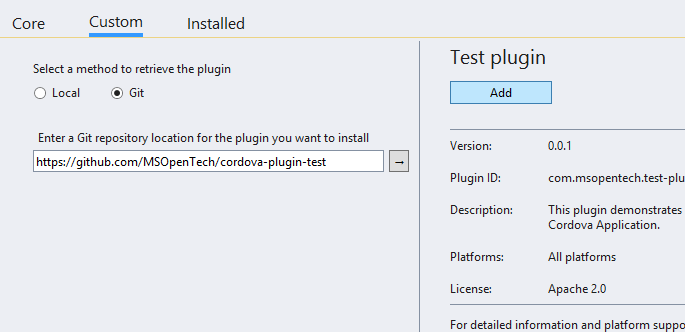 Core Custom Installed
Select a method to retrieve the plugin
Local Git
Enter a Git repository location for the plugin you want to install
https://github.com/MSOpenTech/cordova-plugin-test →
Test plugin
Add
Version: 0.0.1
Plugin ID: com.msopentech.test-plu
Description: This plugin demonstrates
Cordova Application.
Platforms: All platforms
License: Apache 2.0
For detailed information and platform suppo